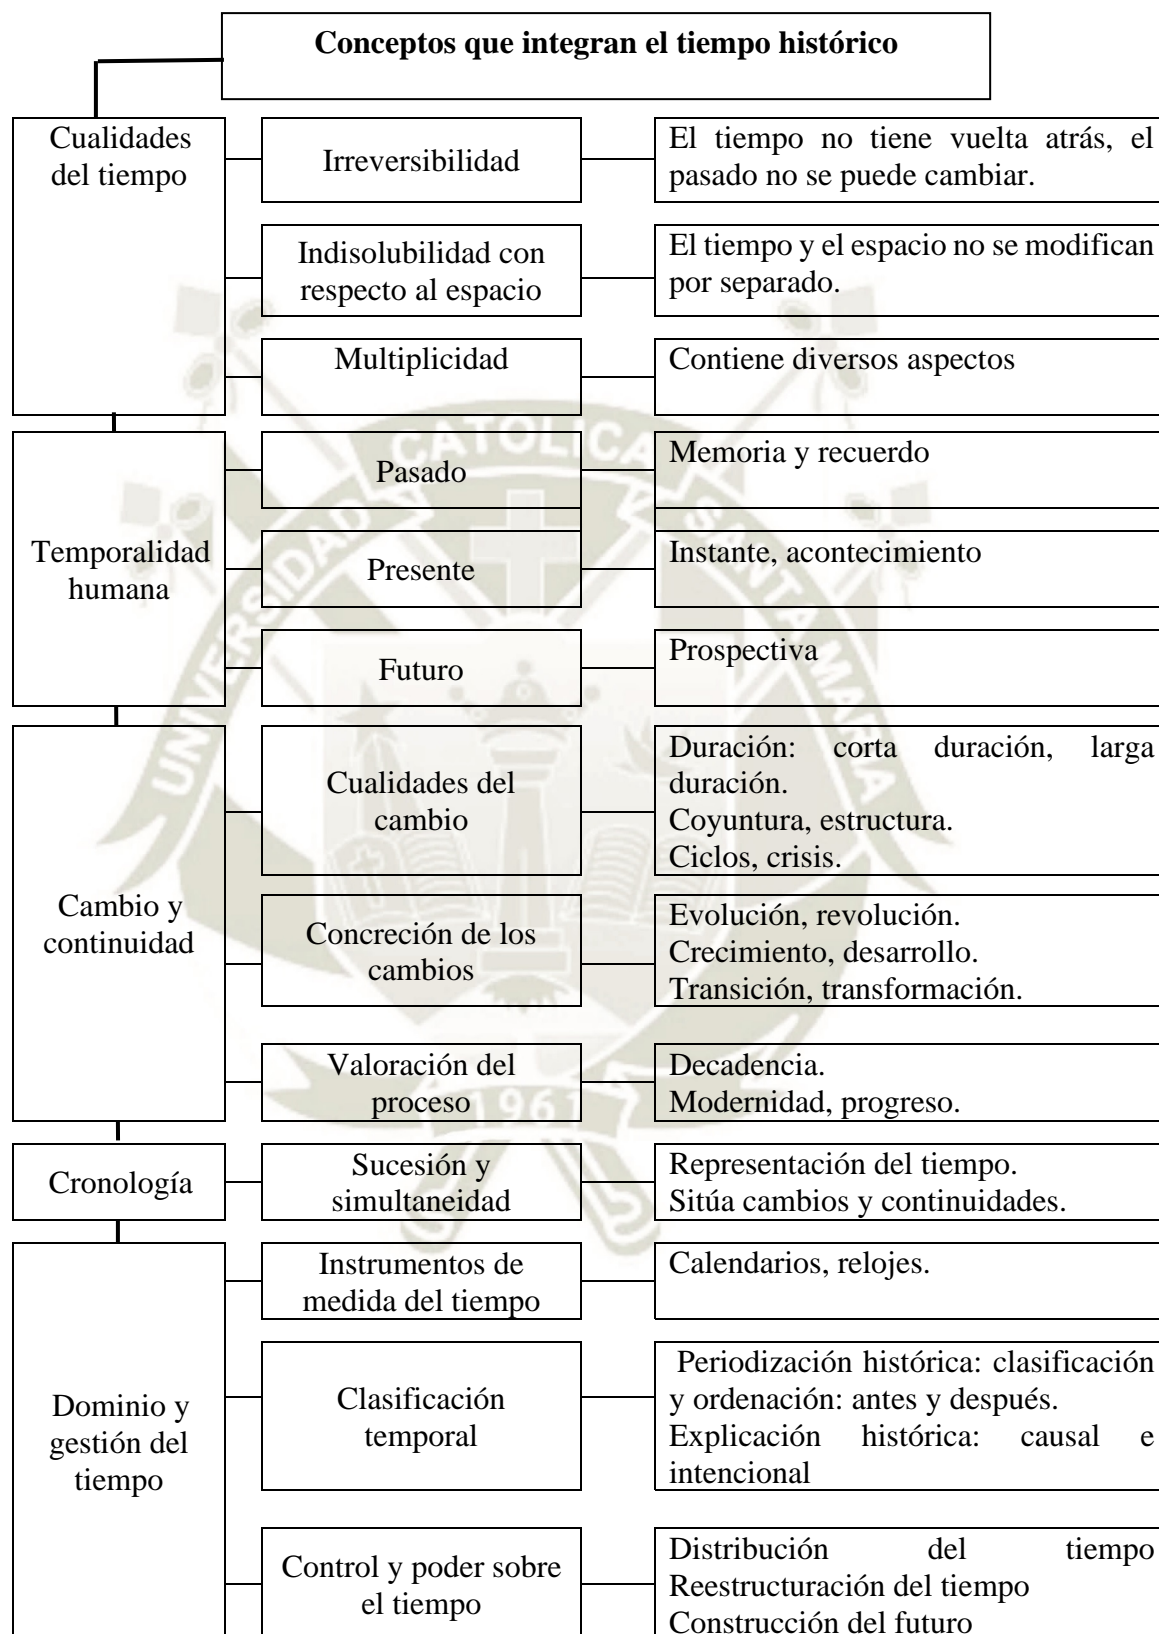 Conceptos que integran el tiempo histórico
Cualidades
del tiempo
Irreversibilidad
El tiempo no tiene vuelta atrás, el
pasado no se puede cambiar.
Indisolubilidad con
respecto al espacio
El tiempo y el espacio no se modifican
por separado.
Multiplicidad
Contiene diversos aspectos
Temporalidad
humana
Pasado
Memoria y recuerdo
Presente
Instante, acontecimiento
Futuro
Prospectiva
Cambio y
continuidad
Cualidades del
cambio
Duración: corta duración, larga
duración.
Coyuntura, estructura.
Ciclos, crisis.
Concreción de los
cambios
Evolución, revolución.
Crecimiento, desarrollo.
Transición, transformación.
Valoración del
proceso
Decadencia.
Modernidad, progreso.
Cronología
Sucesión y
simultaneidad
Representación del tiempo.
Sitúa cambios y continuidades.
Dominio y
gestión del
tiempo
Instrumentos de
medida del tiempo
Calendarios, relojes.
Clasificación
temporal
Periodización histórica: clasificación
y ordenación: antes y después.
Explicación histórica: causal e
intencional
Control y poder sobre
el tiempo
Distribución del tiempo
Reestructuración del tiempo
Construcción del futuro
UNIVERSIDAD CATOLICA SANTA MARIA
1961